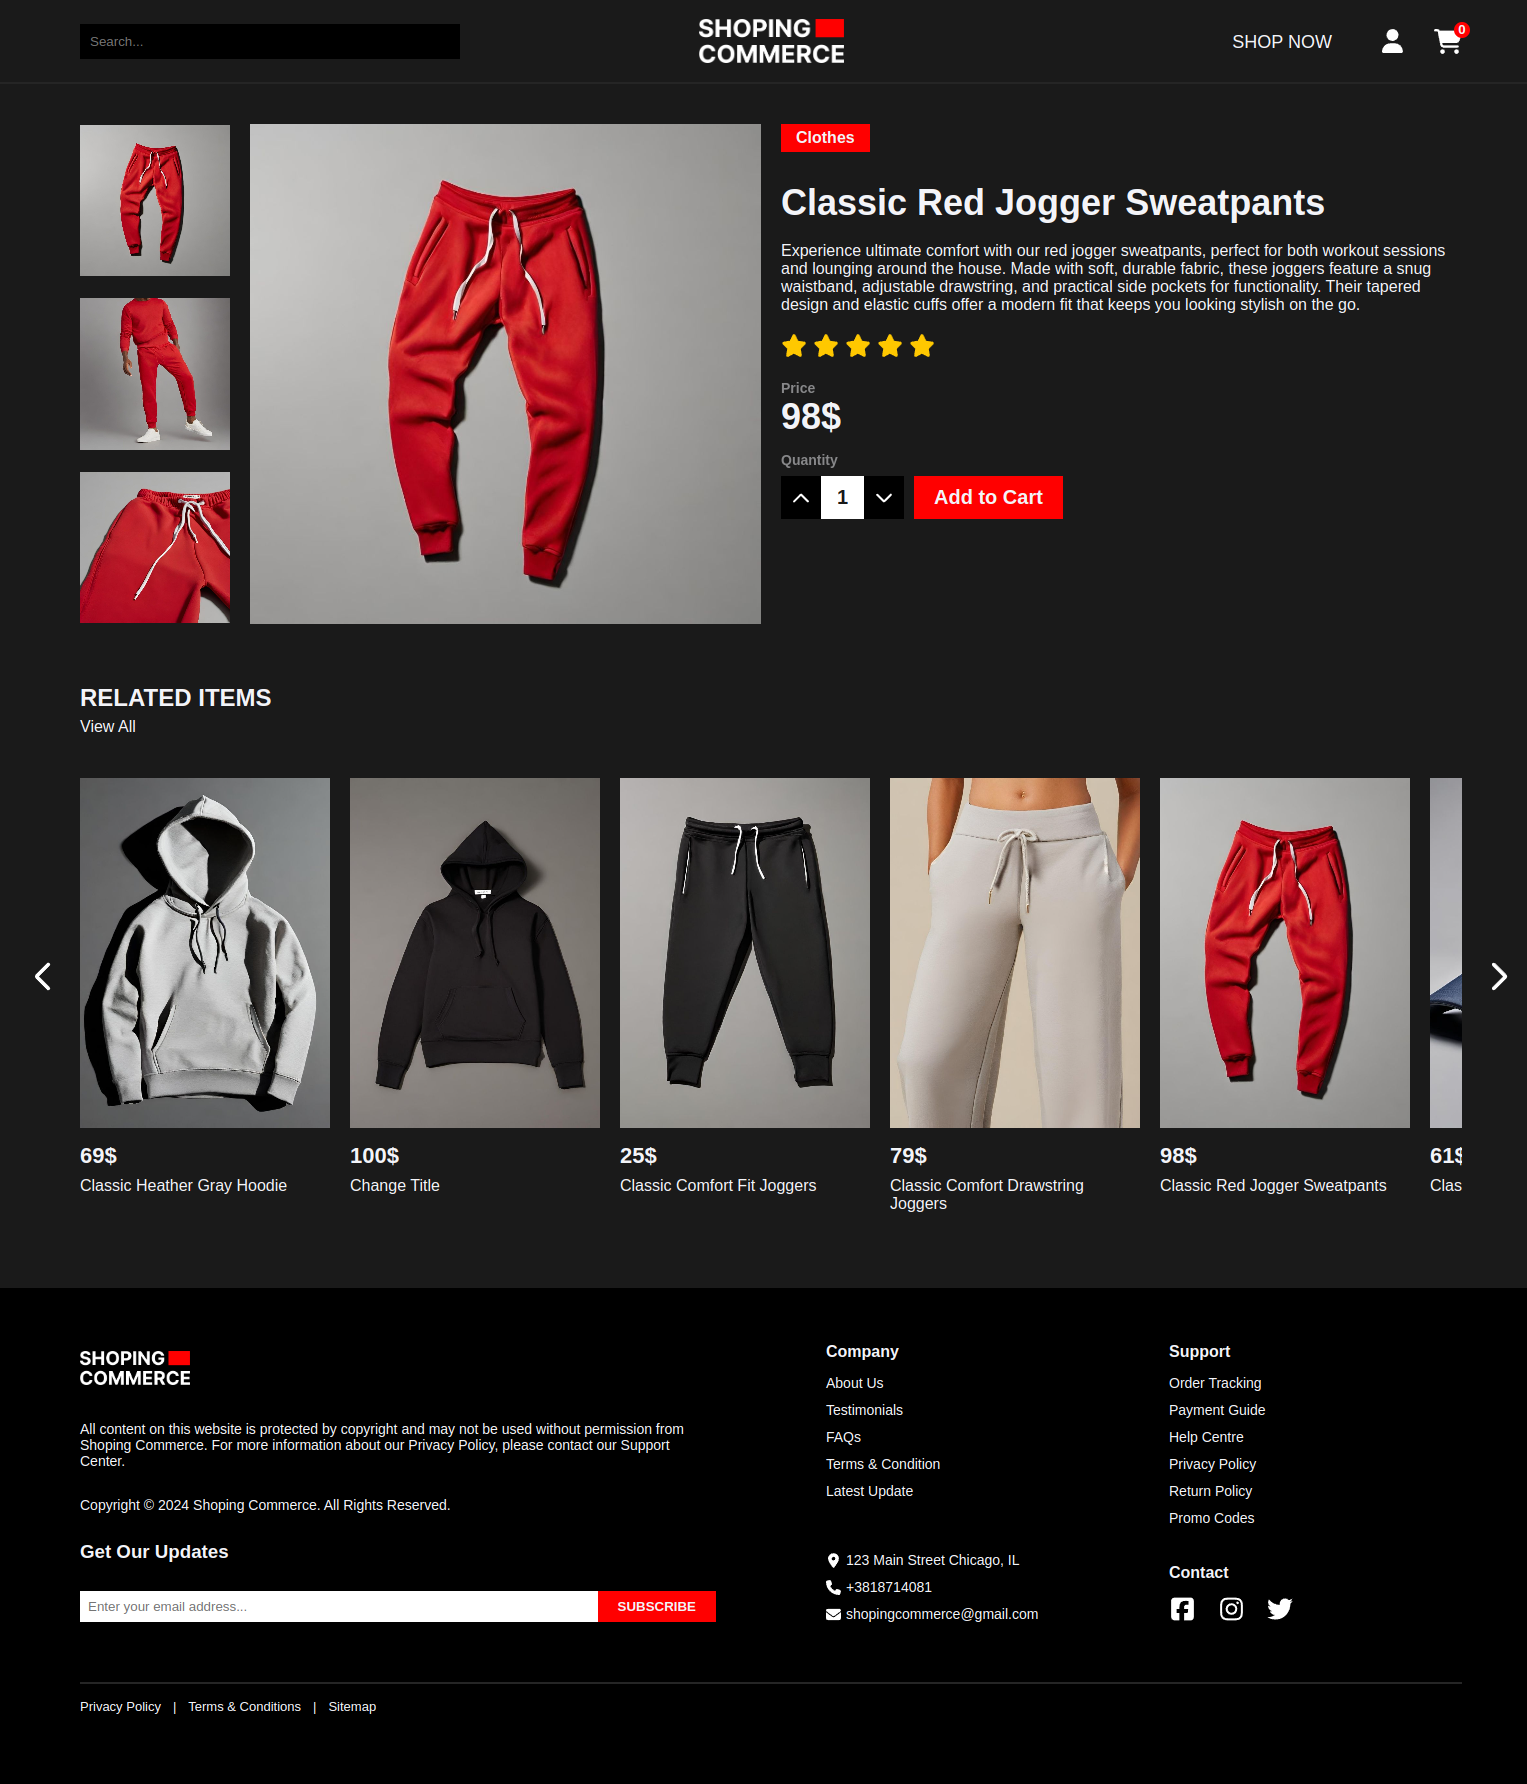 Search...
SHOPING
COMMERCE
SHOP NOW
0
Clothes
Classic Red Jogger Sweatpants
Experience ultimate comfort with our red jogger sweatpants, perfect for both workout sessions
and lounging around the house. Made with soft, durable fabric, these joggers feature a snug
waistband, adjustable drawstring, and practical side pockets for functionality. Their tapered
design and elastic cuffs offer a modern fit that keeps you looking stylish on the go.
Price
98$
Quantity
1
Add to Cart
RELATED ITEMS
View All
69$
Classic Heather Gray Hoodie
100$
Change Title
25$
Classic Comfort Fit Joggers
79$
Classic Comfort Drawstring
Joggers
98$
Classic Red Jogger Sweatpants
61$
Clas
SHOPING
COMMERCE
All content on this website is protected by copyright and may not be used without permission from
Shoping Commerce. For more information about our Privacy Policy, please contact our Support
Center.
Copyright © 2024 Shoping Commerce. All Rights Reserved.
Get Our Updates
Enter your email address...
SUBSCRIBE
Company
About Us
Testimonials
FAQs
Terms & Condition
Latest Update
123 Main Street Chicago, IL
+3818714081
shopingcommerce@gmail.com
Support
Order Tracking
Payment Guide
Help Centre
Privacy Policy
Return Policy
Promo Codes
Contact
Privacy Policy | Terms & Conditions | Sitemap